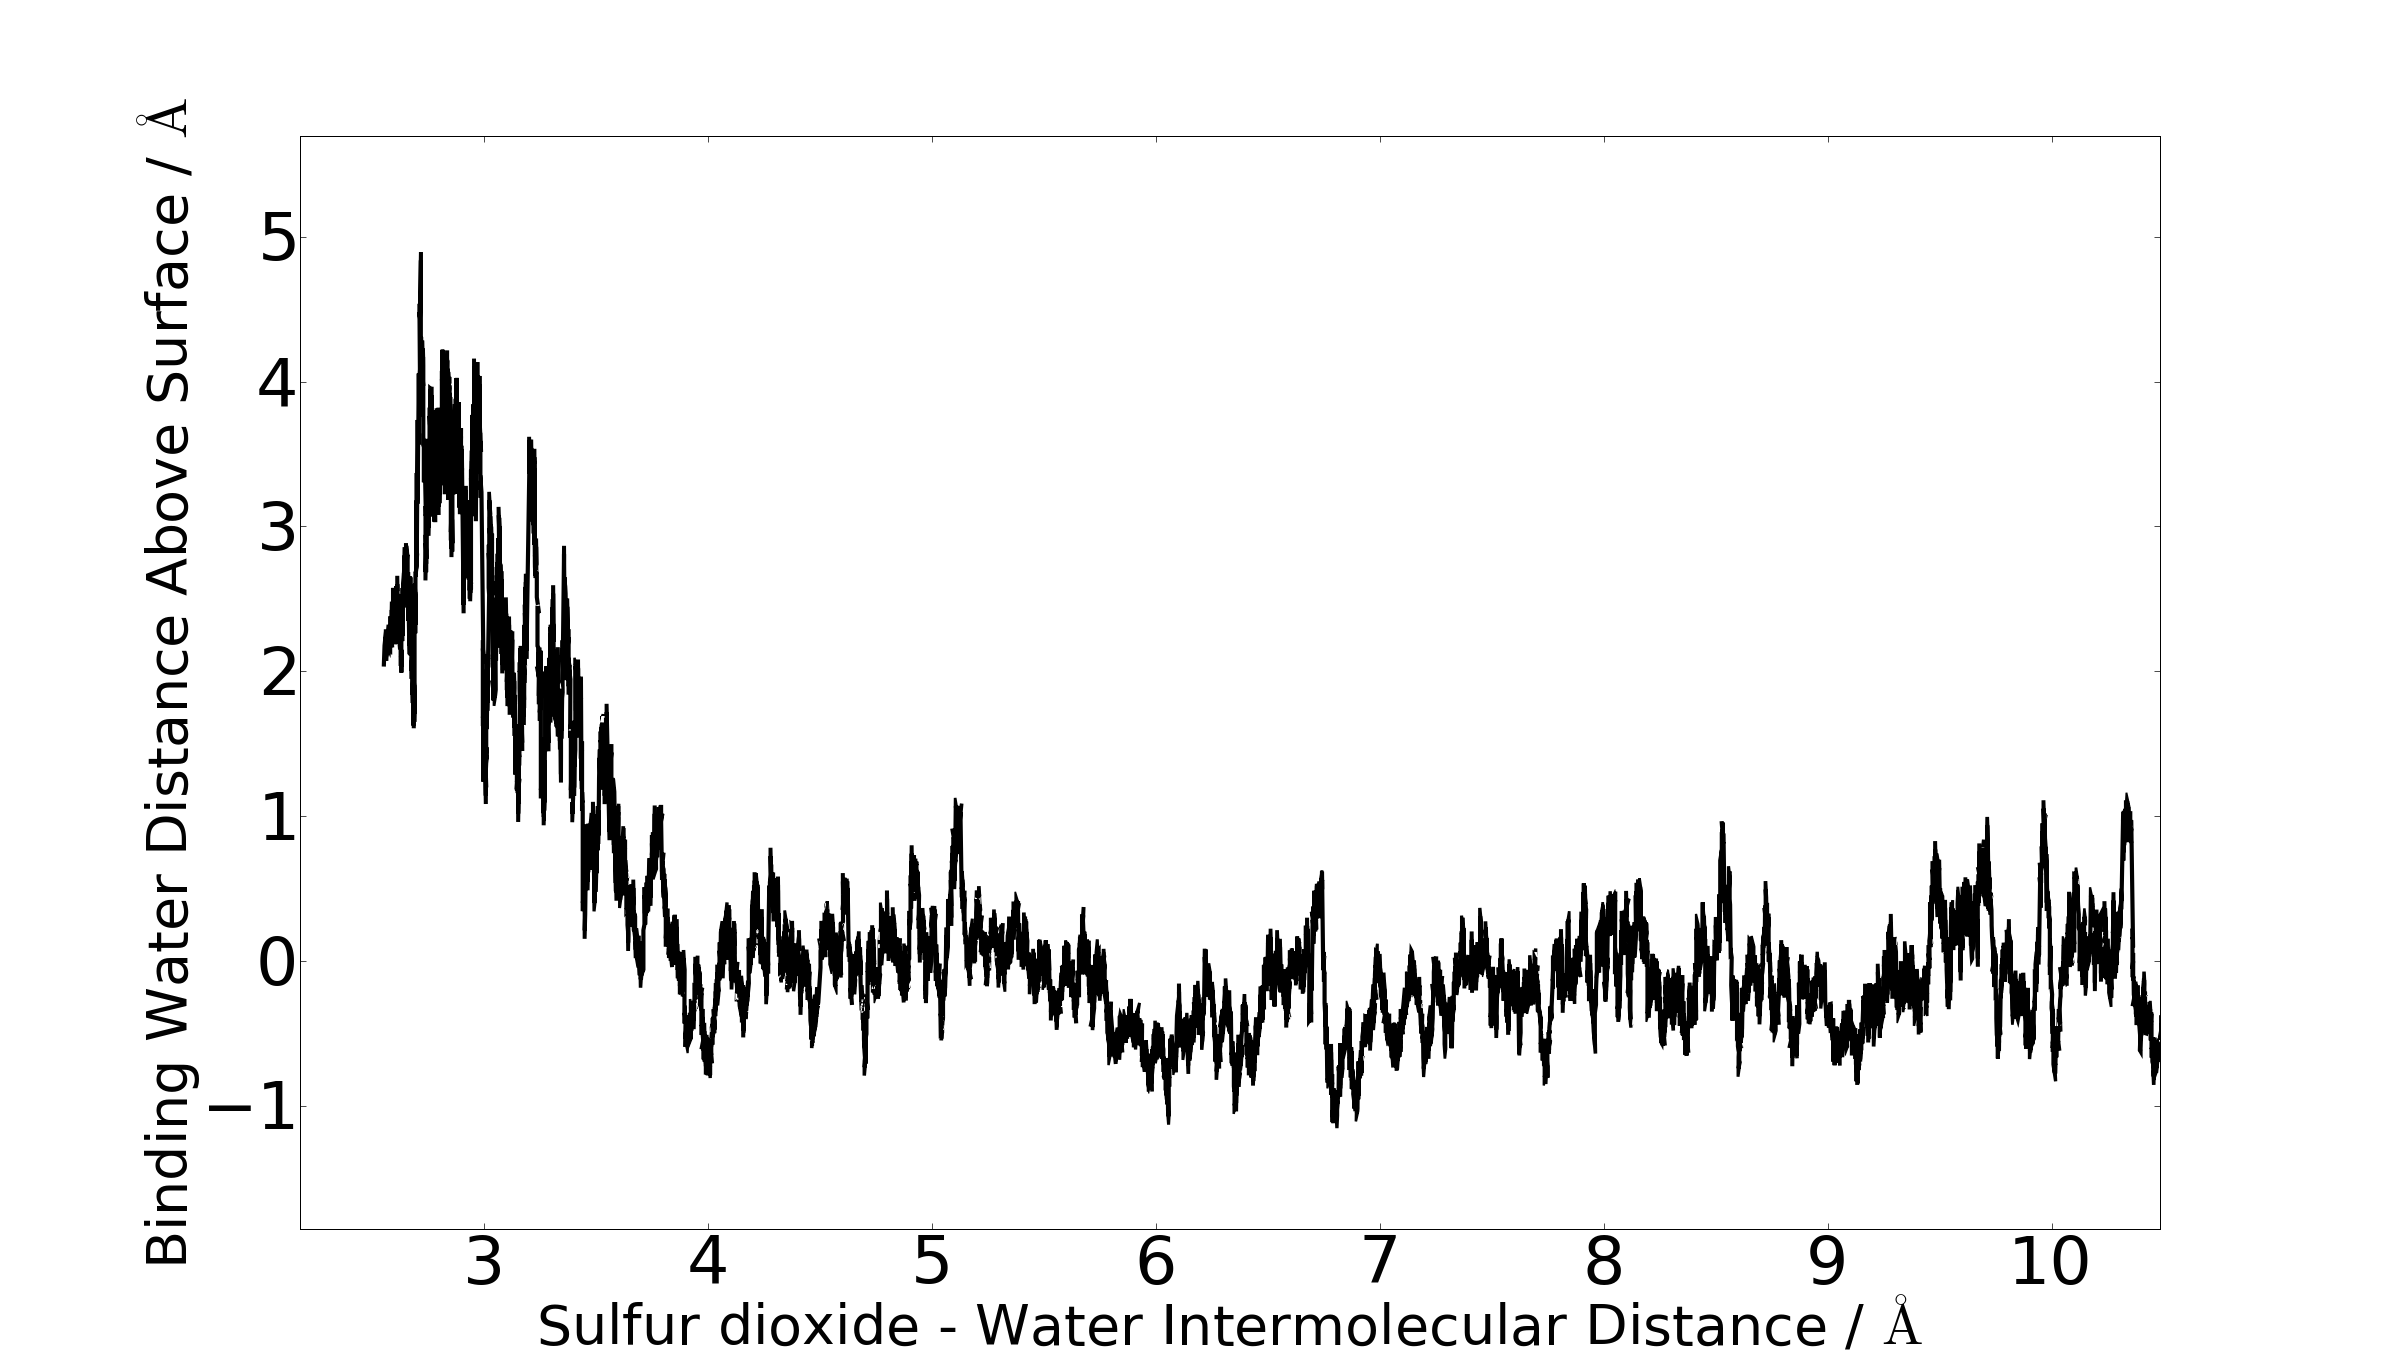 Binding Water Distance Above Surface / Å
5
4
3
2
1
0
−1
3 4 5 6 7 8 9 10
Sulfur dioxide - Water Intermolecular Distance / Å